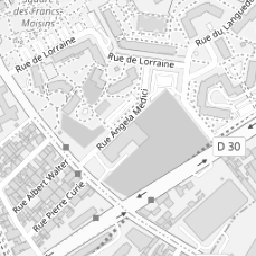 Square
des Francs-
Moisins
Rue de Lorraine
Rue de Lorraine
Rue du Langued
Rue Angela Médici
D 30
Rue Albert Walter
Rue Pierre Curie